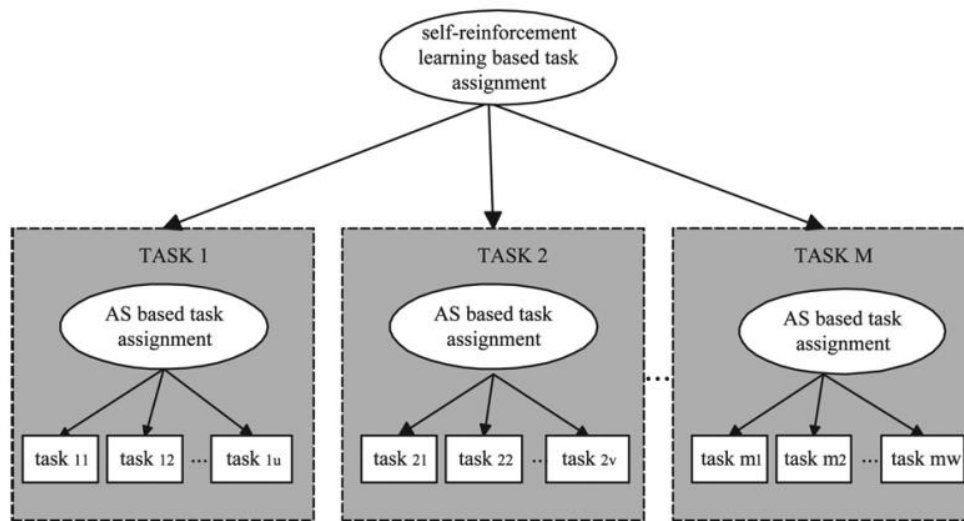 self-reinforcement
learning based task
assignment
TASK 1
AS based task
assignment
task 11
task 12
...
task 1u
TASK 2
AS based task
assignment
task 21
task 22
...
task 2v
...
TASK M
AS based task
assignment
task m1
task m2
...
task mw